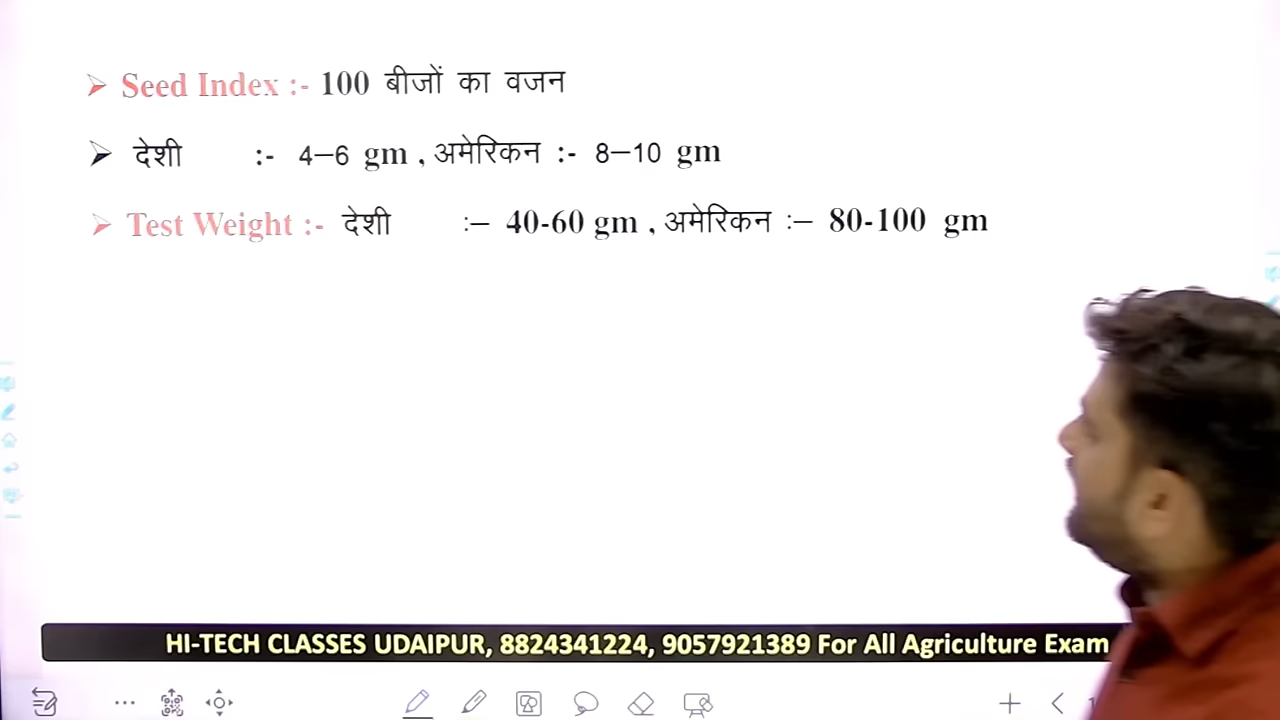 Seed Index :- 100 बीजों का वजन
देशी :- 4–6 gm , अमेरिकन :- 8–10 gm
Test Weight :- देशी :– 40-60 gm , अमेरिकन :– 80-100 gm
HI-TECH CLASSES UDAIPUR, 8824341224, 9057921389 For All Agriculture Exam